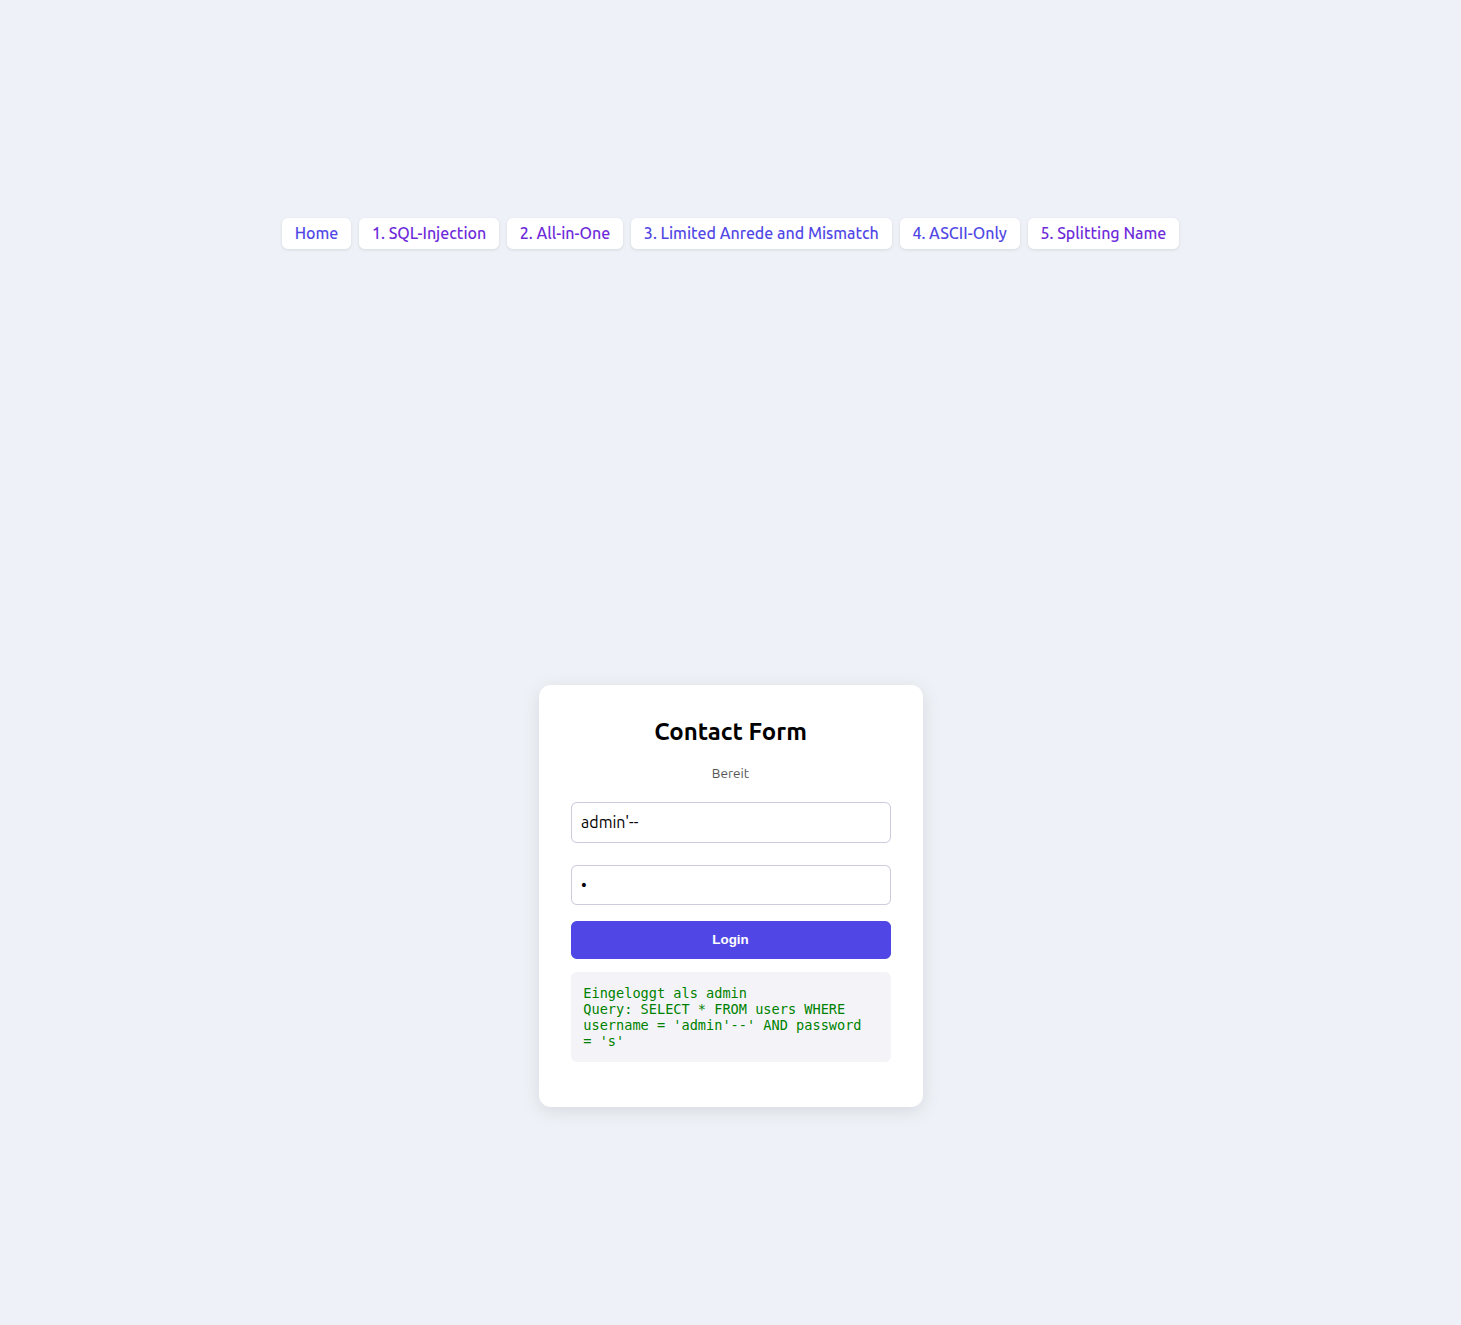 Home 1. SQL-Injection 2. All-in-One 3. Limited Anrede and Mismatch 4. ASCII-Only 5. Splitting Name
Contact Form
Bereit
admin'--
•
Login
Eingeloggt als admin
Query: SELECT * FROM users WHERE
username = 'admin'--' AND password
= 's'